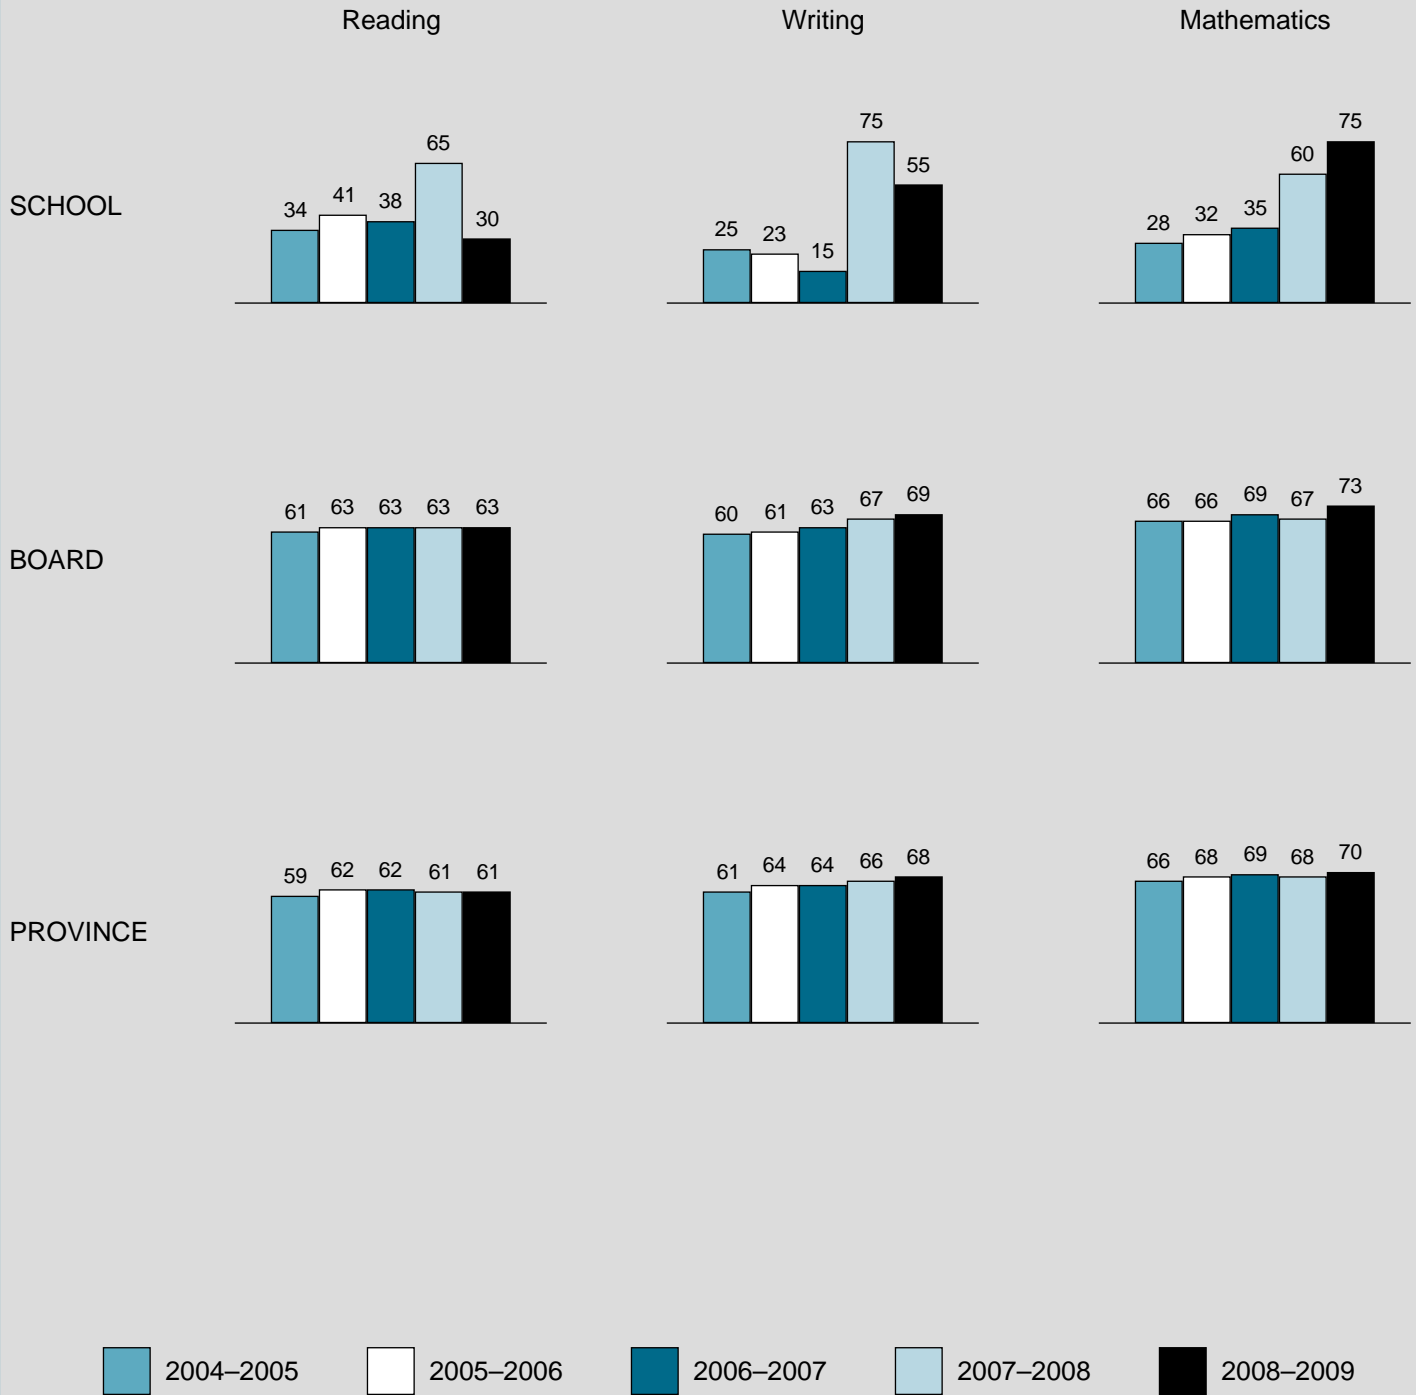 Reading Writing Mathematics
SCHOOL
34 41 38 65 30
25 23 15 75 55
28 32 35 60 75
BOARD
61 63 63 63 63
60 61 63 67 69
66 66 69 67 73
PROVINCE
59 62 62 61 61
61 64 64 66 68
66 68 69 68 70
2004–2005 2005–2006 2006–2007 2007–2008 2008–2009